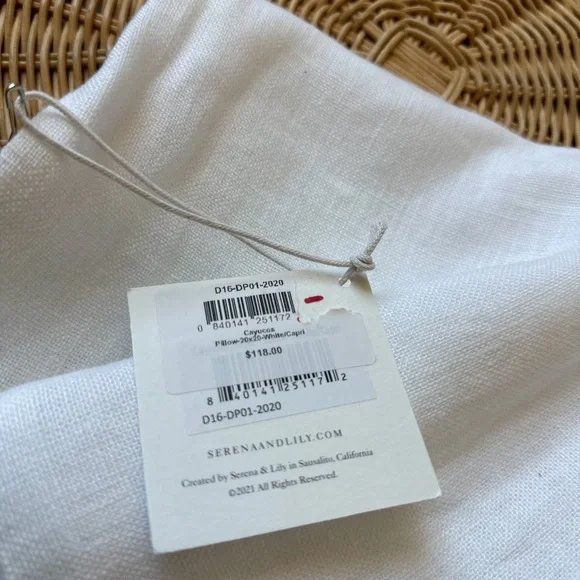 D16-DP01-2020
0 840141 251172
Cayucos
Pillow-20x20-White/Capri
$118.00
8 40141 25117 2
D16-DP01-2020
SERENAANDLILY.COM
Created by Serena & Lily in Sausalito, California
©2021 All Rights Reserved.